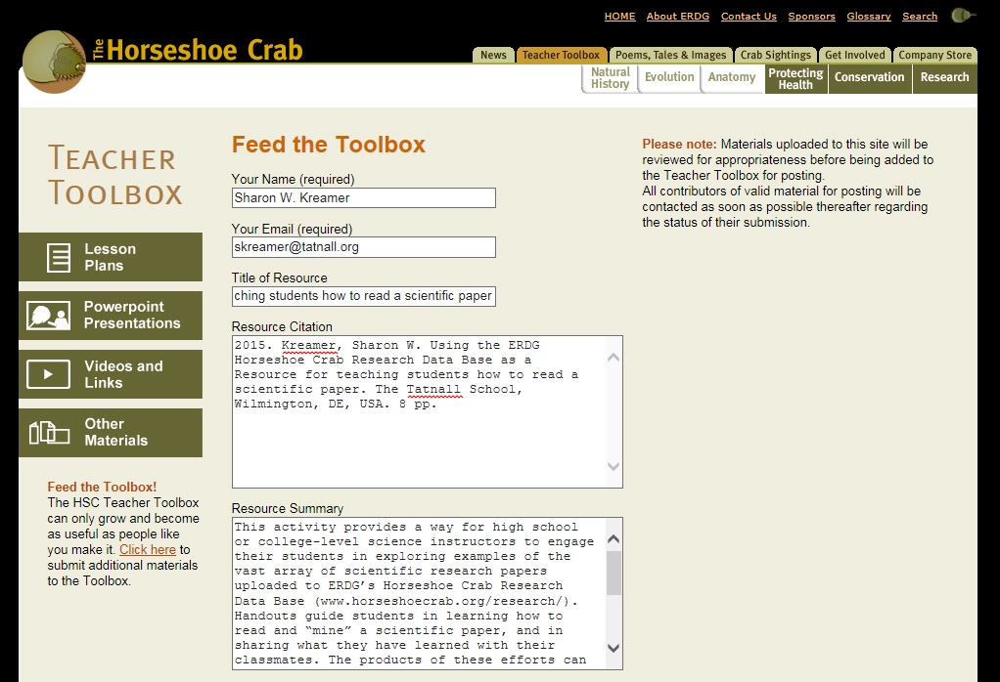 HOME About ERDG Contact Us Sponsors Glossary Search
The Horseshoe Crab
News Teacher Toolbox Poems, Tales & Images Crab Sightings Get Involved Company Store
Natural History Evolution Anatomy Protecting Health Conservation Research
TEACHER
TOOLBOX
Lesson
Plans
Powerpoint
Presentations
Videos and
Links
Other
Materials
Feed the Toolbox!
The HSC Teacher Toolbox
can only grow and become
as useful as people like
you make it. Click here to
submit additional materials
to the Toolbox.
Feed the Toolbox
Your Name (required)
Sharon W. Kreamer
Your Email (required)
skreamer@tatnall.org
Title of Resource
ching students how to read a scientific paper
Resource Citation
2015. Kreamer, Sharon W. Using the ERDG
Horseshoe Crab Research Data Base as a
Resource for teaching students how to read a
scientific paper. The Tatnall School,
Wilmington, DE, USA. 8 pp.
Resource Summary
This activity provides a way for high school
or college-level science instructors to engage
their students in exploring examples of the
vast array of scientific research papers
uploaded to ERDG’s Horseshoe Crab Research
Data Base (www.horseshoecrab.org/research/).
Handouts guide students in learning how to
read and “mine” a scientific paper, and in
sharing what they have learned with their
classmates. The products of these efforts can
Please note: Materials uploaded to this site will be
reviewed for appropriateness before being added to
the Teacher Toolbox for posting.
All contributors of valid material for posting will be
contacted as soon as possible thereafter regarding
the status of their submission.